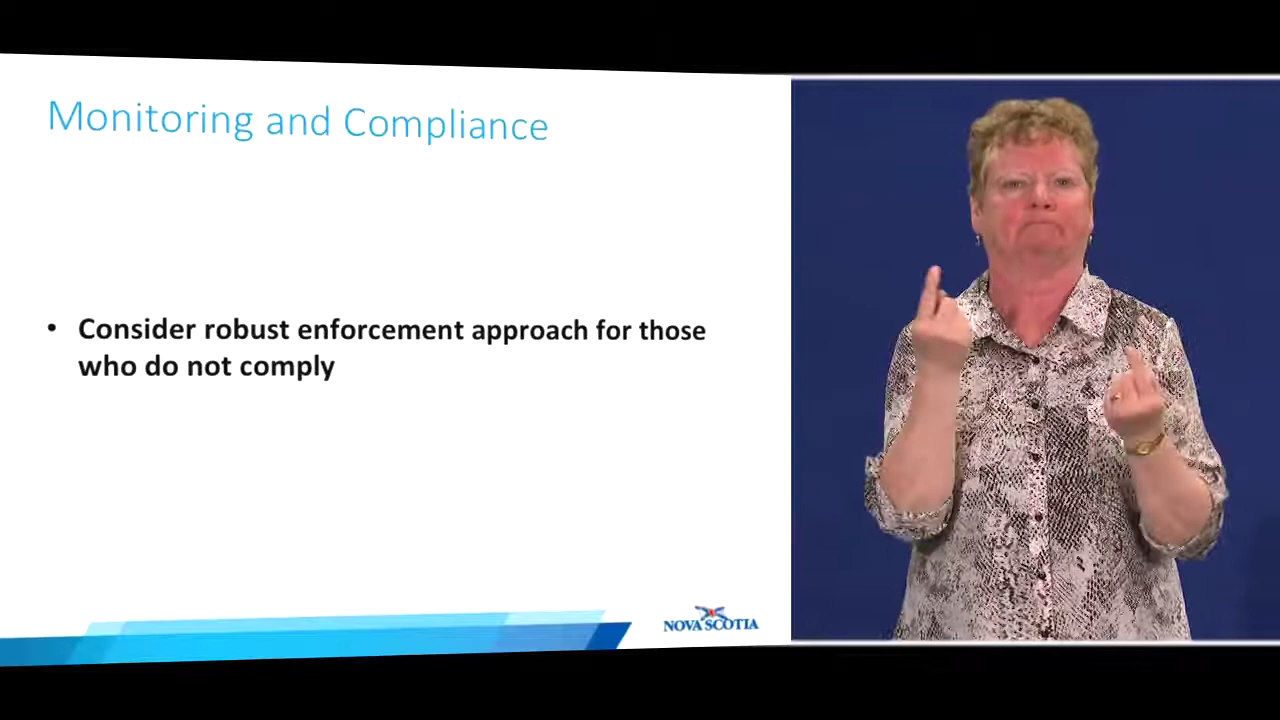 Monitoring and Compliance
• Consider robust enforcement approach for those
who do not comply
NOVA SCOTIA